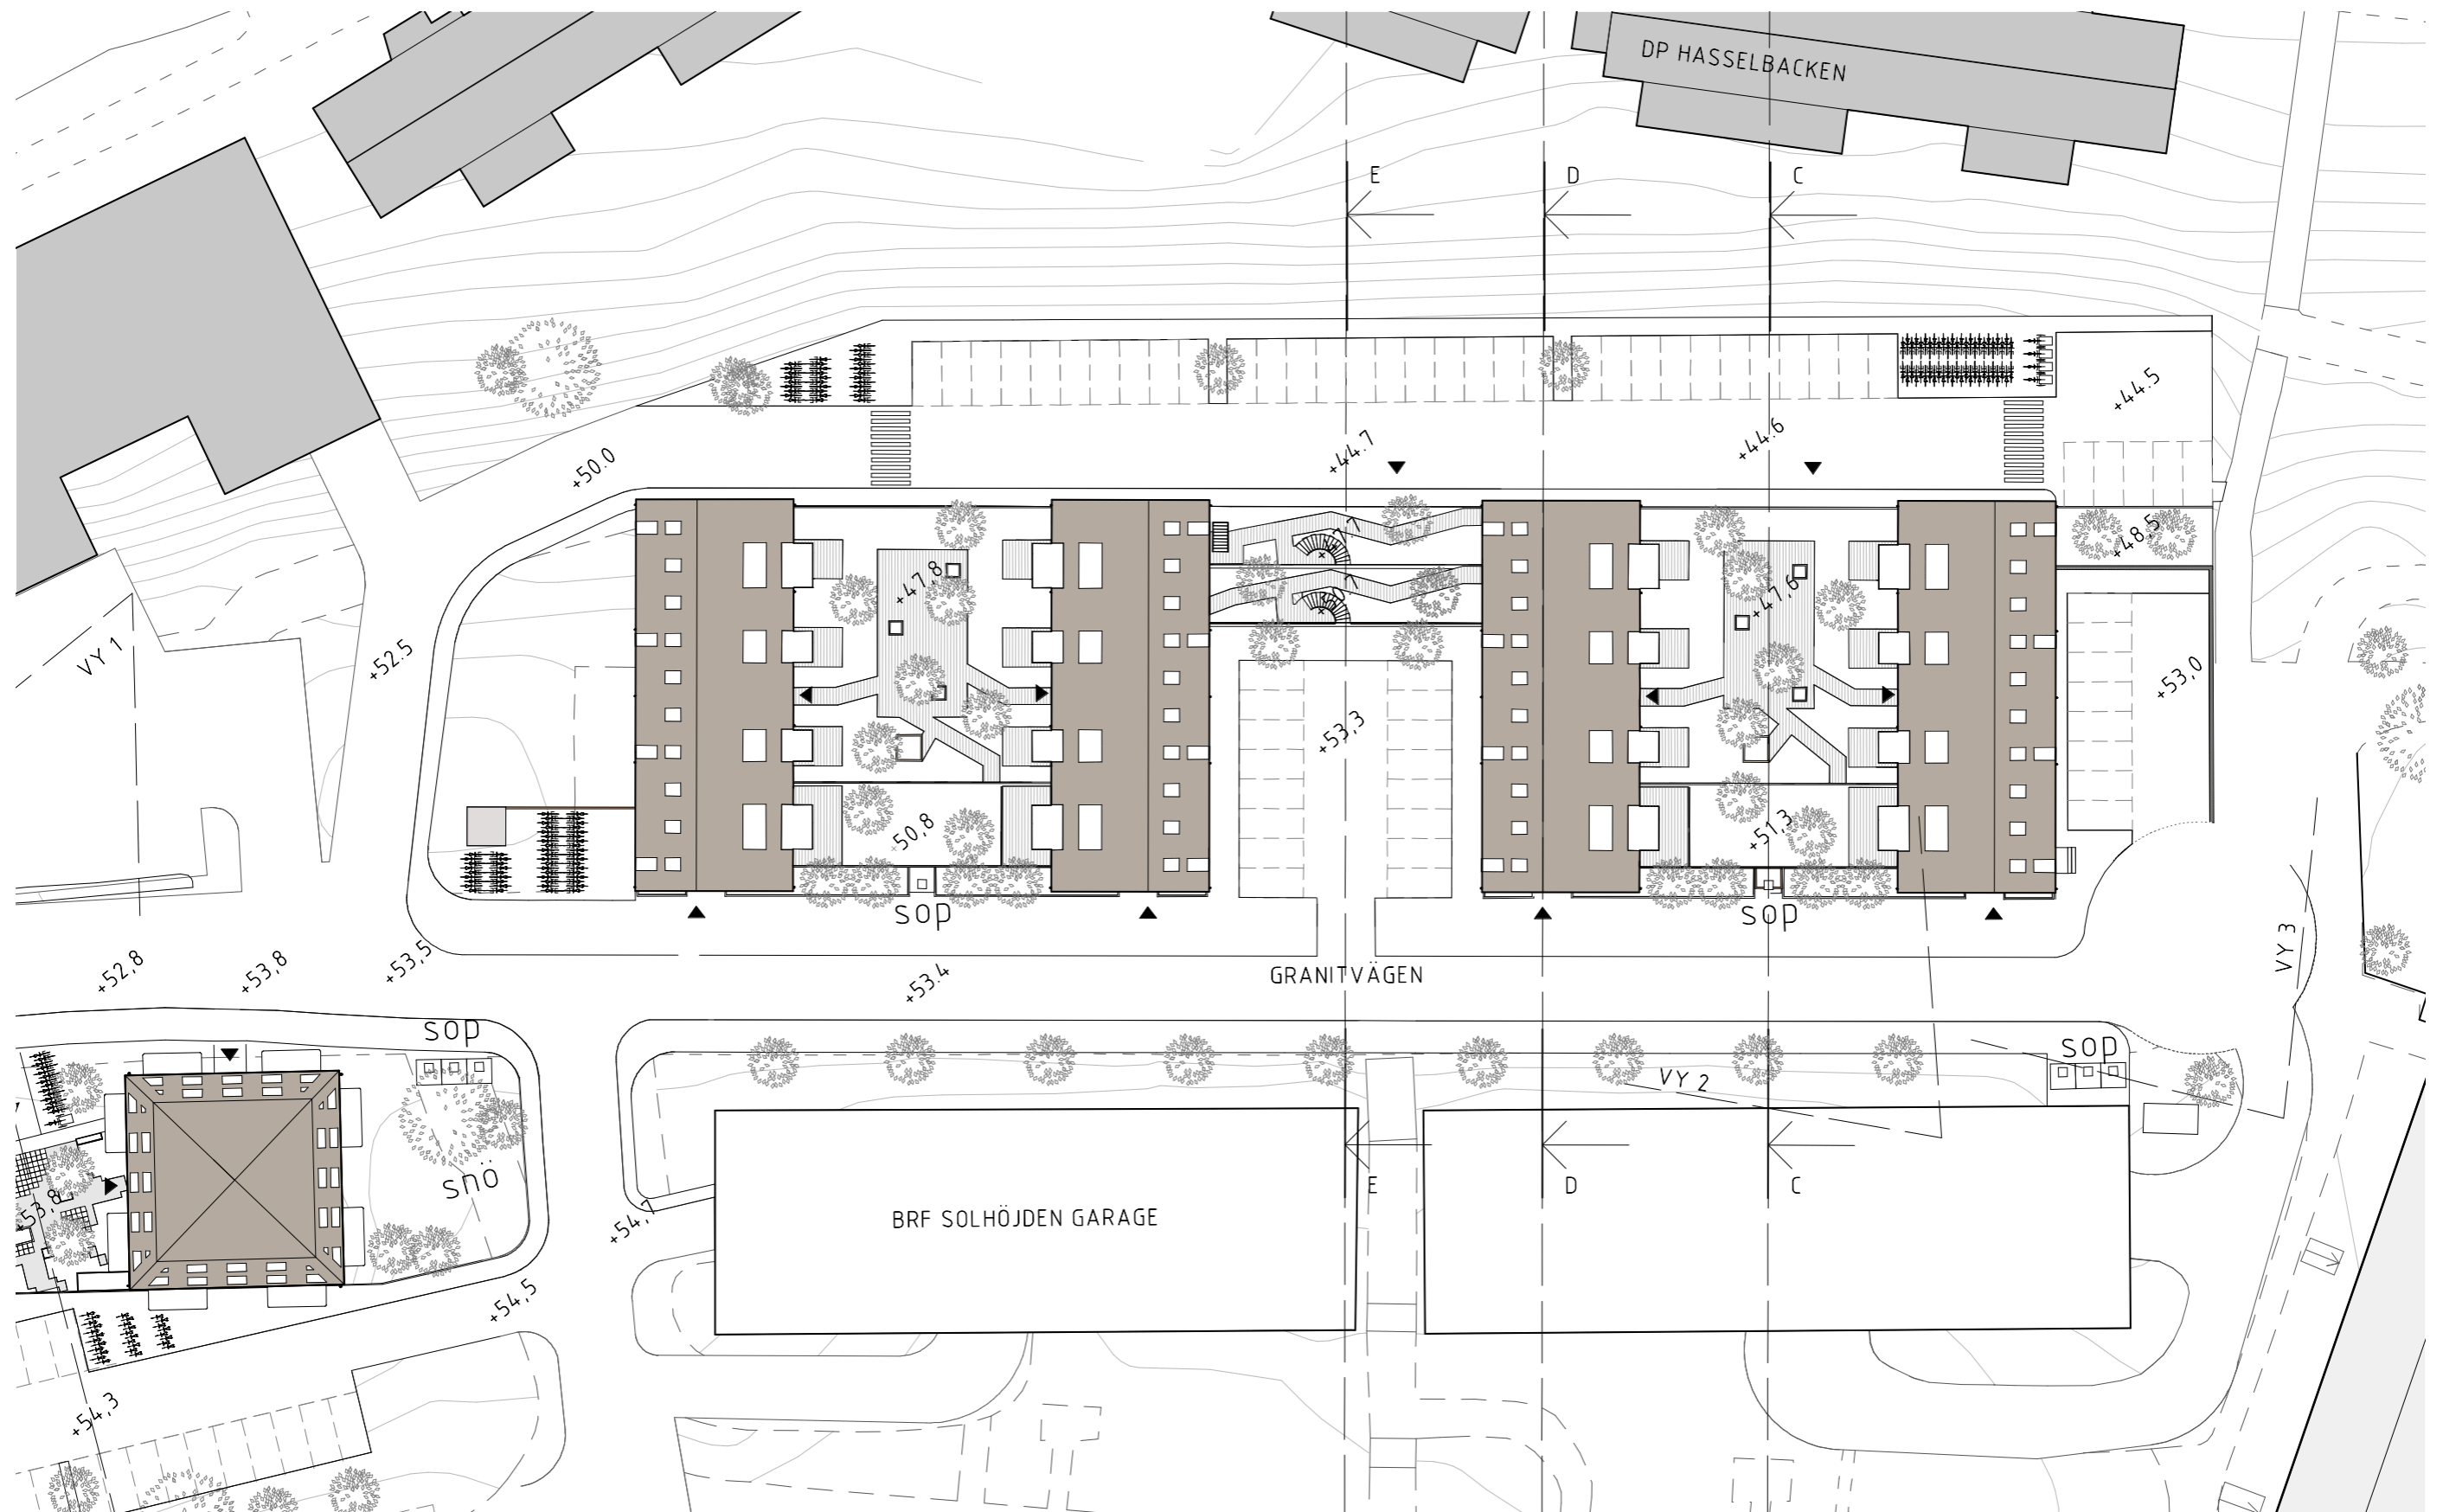 DP HASSELBACKEN
E
D
C
+44.5
+50.0
+44.7
+44.6
+48,5
+47,8
+47,6
VY 1
+52.5
+53,0
+53,3
+50,8
+51,3
sop
sop
+52,8
+53,8
+53,5
+53.4
GRANITVÄGEN
VY 3
sop
sop
VY 2
snö
+53,8
+54,7
BRF SOLHÖJDEN GARAGE
E
D
C
+54,5
+54,3